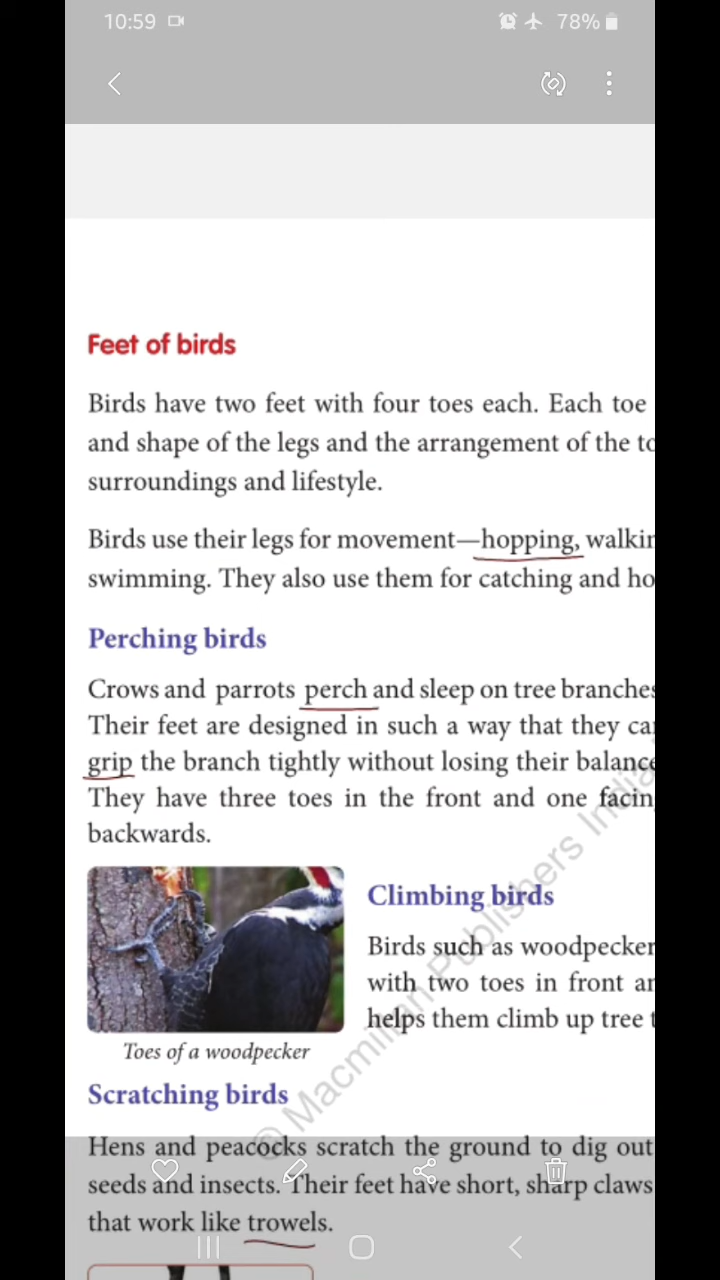 10:59
78%
Feet of birds
Birds have two feet with four toes each. Each toe
and shape of the legs and the arrangement of the
surroundings and lifestyle.
Birds use their legs for movement—hopping,
swimming. They also use them for catching and
Perching birds
Crows and parrots perch and sleep on tree branches
Their feet are designed in such a way that they
grip the branch tightly without losing their balance
They have three toes in the front and one
backwards.
Climbing birds
Birds such as woodpecker
with two toes in front
helps them climb up tree
Toes of a woodpecker
Scratching birds
Hens and peacocks scratch the ground to dig out
seeds and insects. Their feet have short, sharp claws
that work like trowels.
© Macmillan Publishers India